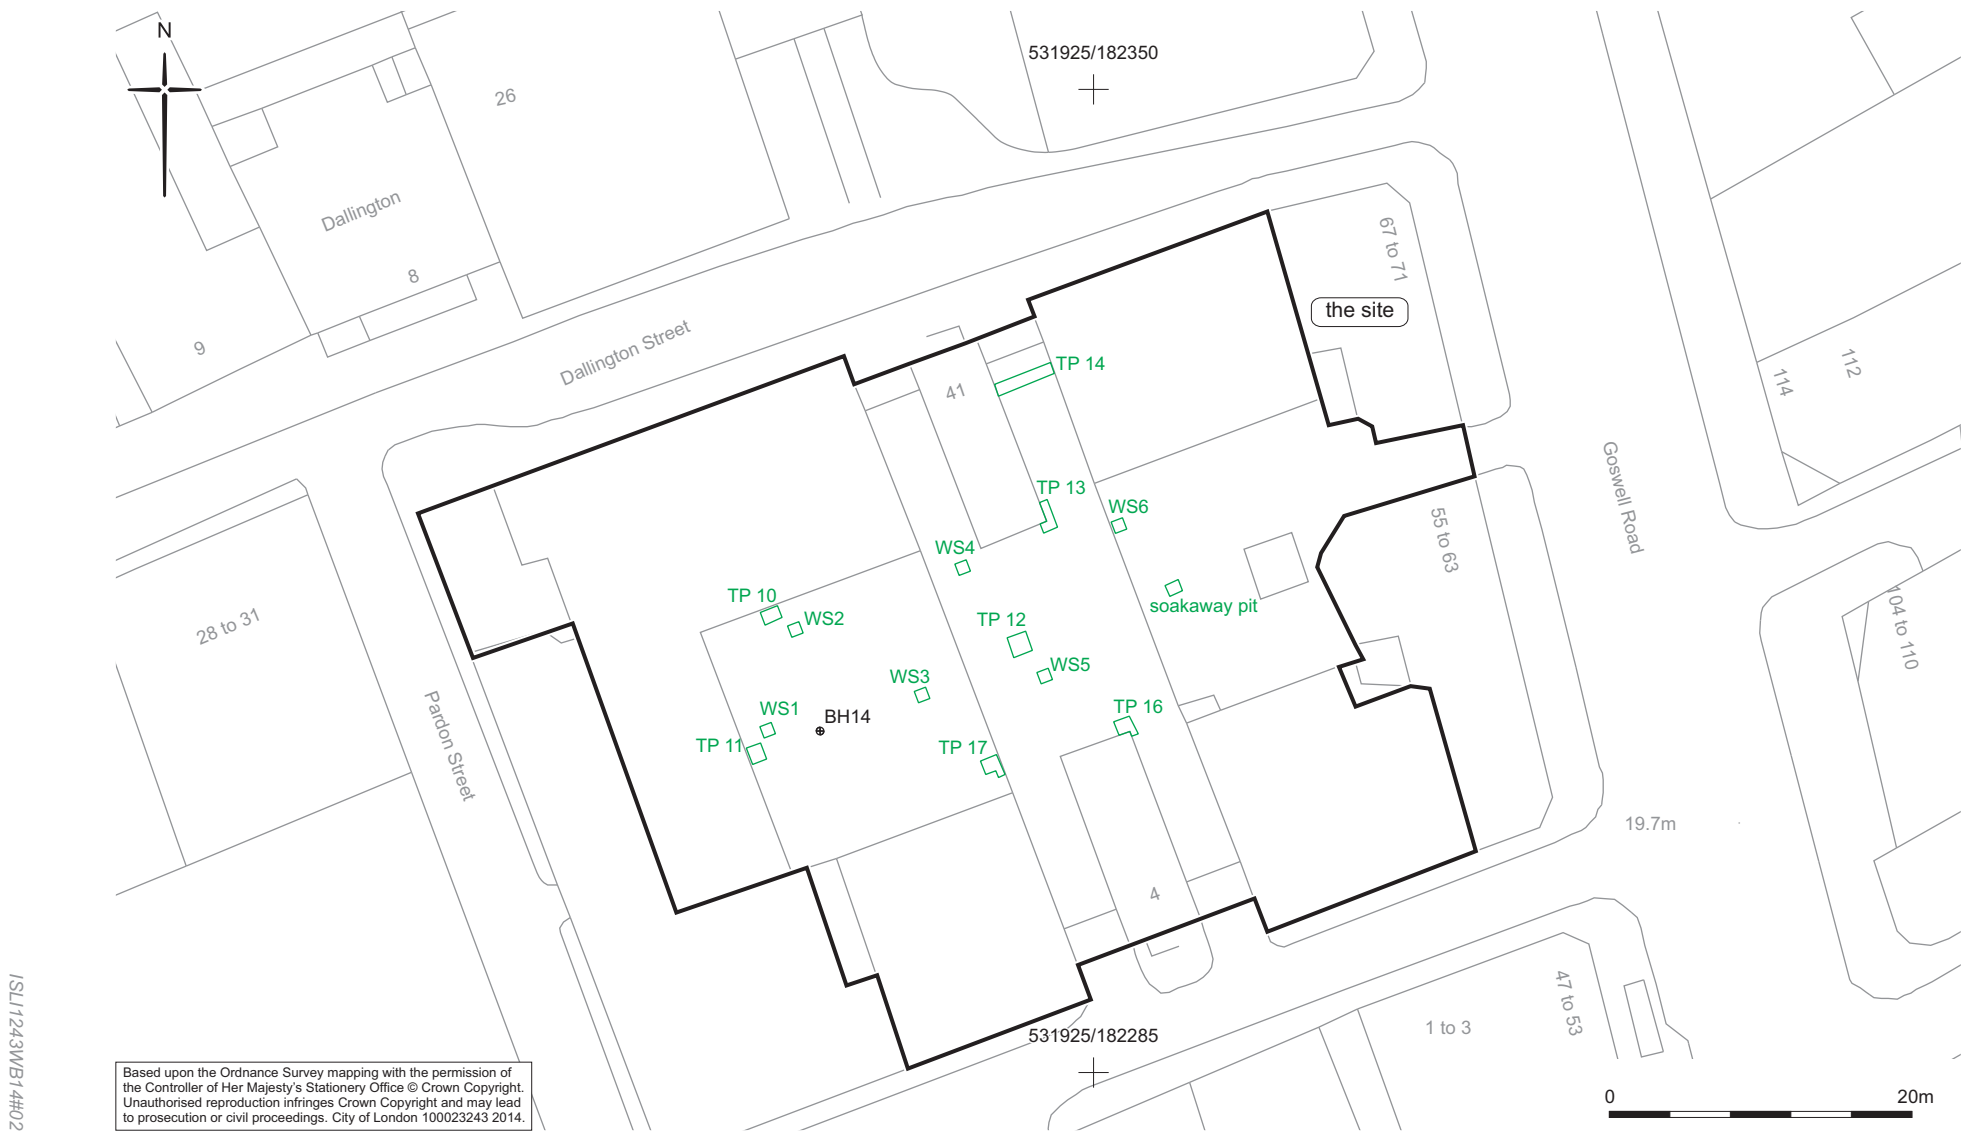 N
531925/182350
26
Dallington
67 to 71
8
the site
Dallington Street
9
TP 14
112
114
41
Goswell Road
TP 13
WS6
55 to 63
WS4
TP 10
WS2
soakaway pit
TP 12
28 to 31
104 to 110
WS5
WS3
Pardon Street
WS1
BH14
TP 16
TP 11
TP 17
19.7m
4
47 to 53
1 to 3
531925/182285
ISLI1243WB14#02
Based upon the Ordnance Survey mapping with the permission of
the Controller of Her Majesty's Stationery Office © Crown Copyright.
Unauthorised reproduction infringes Crown Copyright and may lead
to prosecution or civil proceedings. City of London 100023243 2014.
0 20m